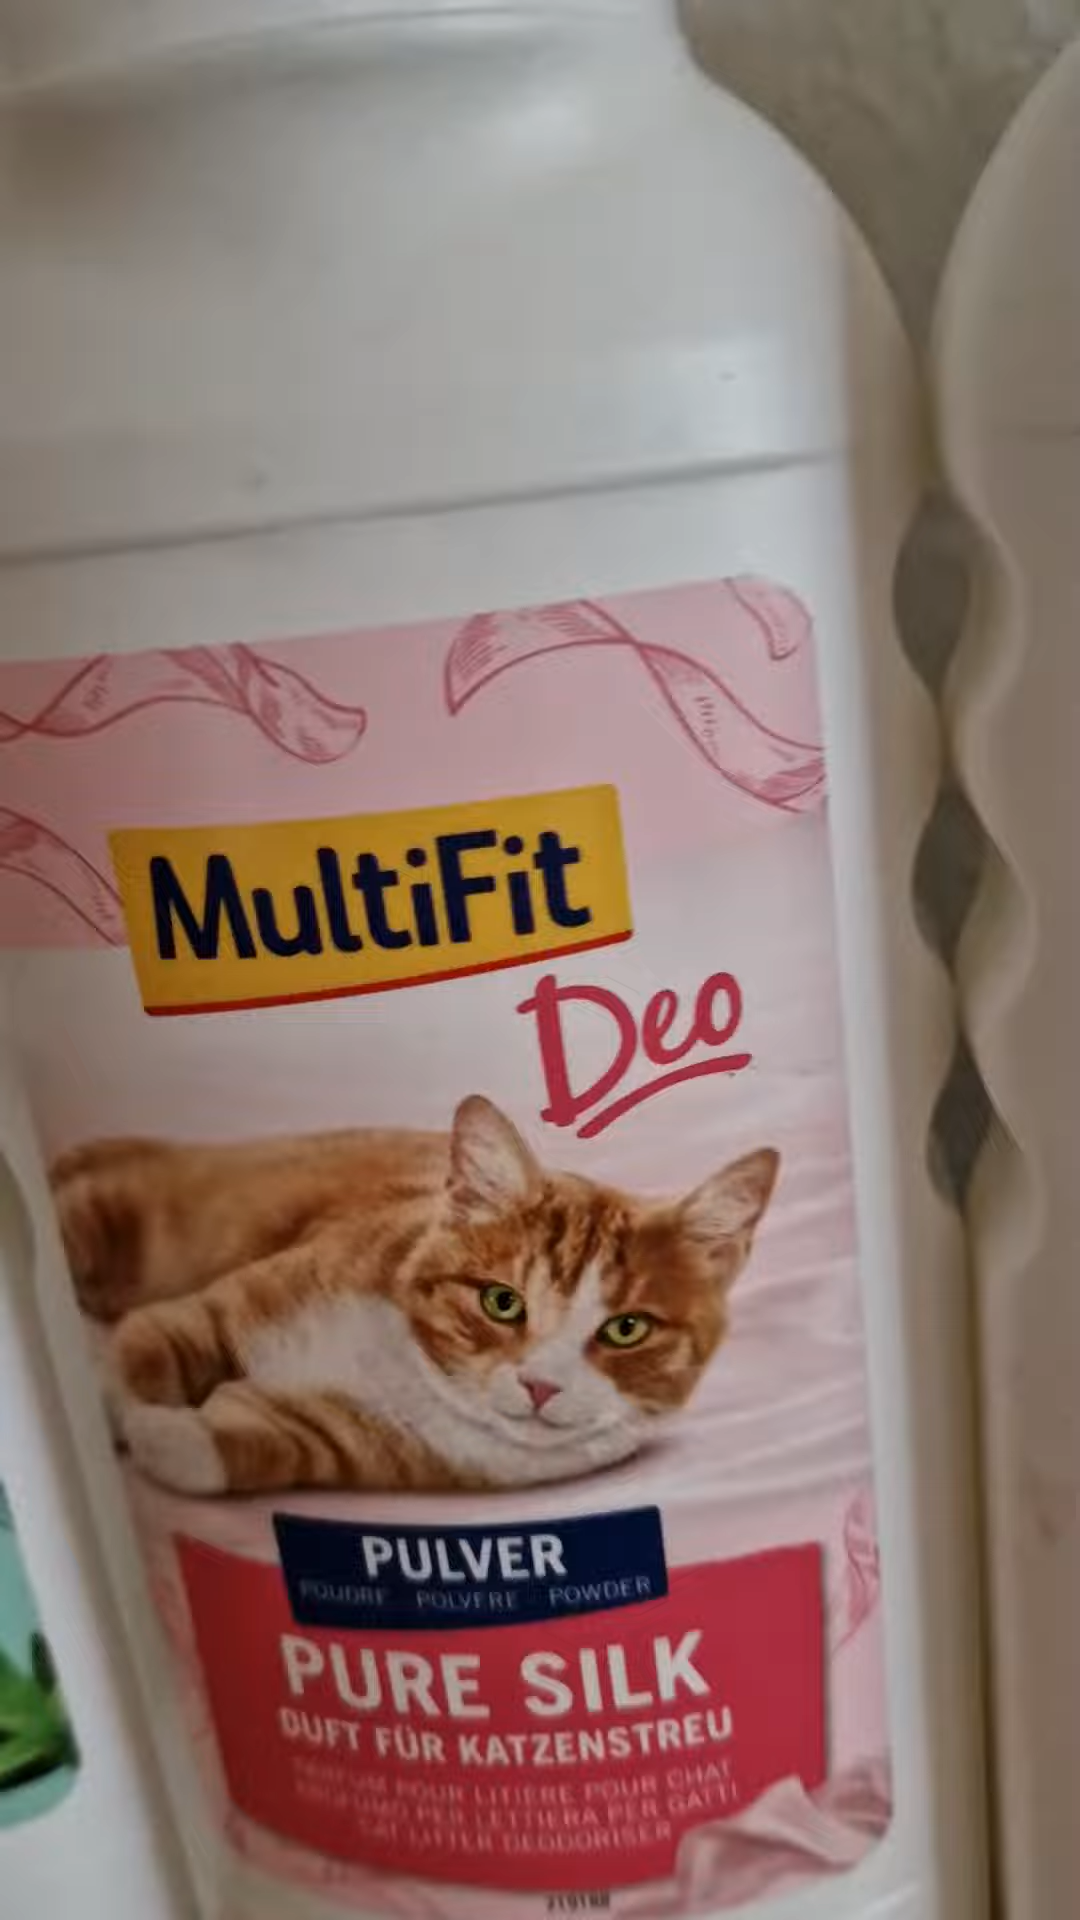 MultiFit
Deo
PULVER
POUDRE POLVERE POWDER
PURE SILK
DUFT FÜR KATZENSTREU
PARFUM POUR LITIÈRE POUR CHAT
PROFUMO PER LETTIERA PER GATTI
CAT LITTER DEODORISER